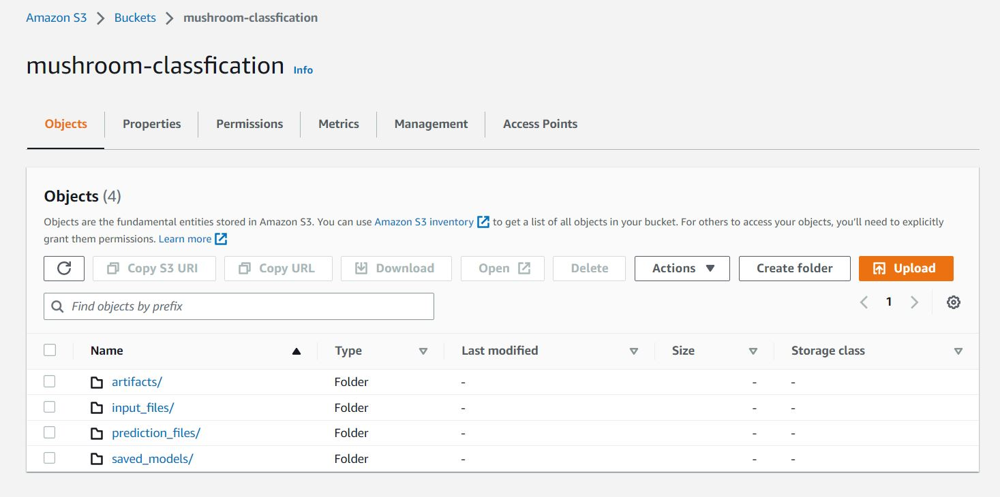 Amazon S3 > Buckets > mushroom-classfication
mushroom-classfication Info
Objects Properties Permissions Metrics Management Access Points
Objects (4)
Objects are the fundamental entities stored in Amazon S3. You can use Amazon S3 inventory to get a list of all objects in your bucket. For others to access your objects, you’ll need to explicitly
grant them permissions. Learn more
Copy S3 URI Copy URL Download Open Delete Actions Create folder Upload
Find objects by prefix
1
Name Type Last modified Size Storage class
artifacts/ Folder - - -
input_files/ Folder - - -
prediction_files/ Folder - - -
saved_models/ Folder - - -